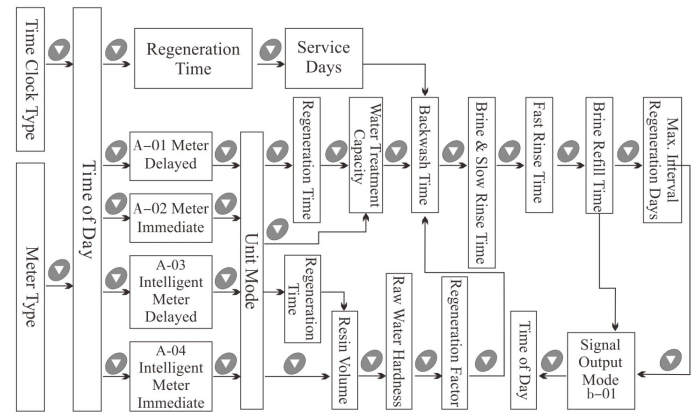 Time Clock Type
Meter Type
Time of Day
Regeneration
Time
Service
Days
A–01 Meter
Delayed
A–02 Meter
Immediate
A-03
Intelligent
Meter
Delayed
A-04
Intelligent
Meter
Immediate
Unit Mode
Regeneration Time
Water Treatment
Capacity
Backwash Time
Brine & Slow Rinse Time
Fast Rinse Time
Brine Refill Time
Max. Interval
Regeneration Days
Regeneration
Time
Resin Volume
Raw Water Hardness
Regeneration Factor
Time of Day
Signal
Output
Mode
b-01